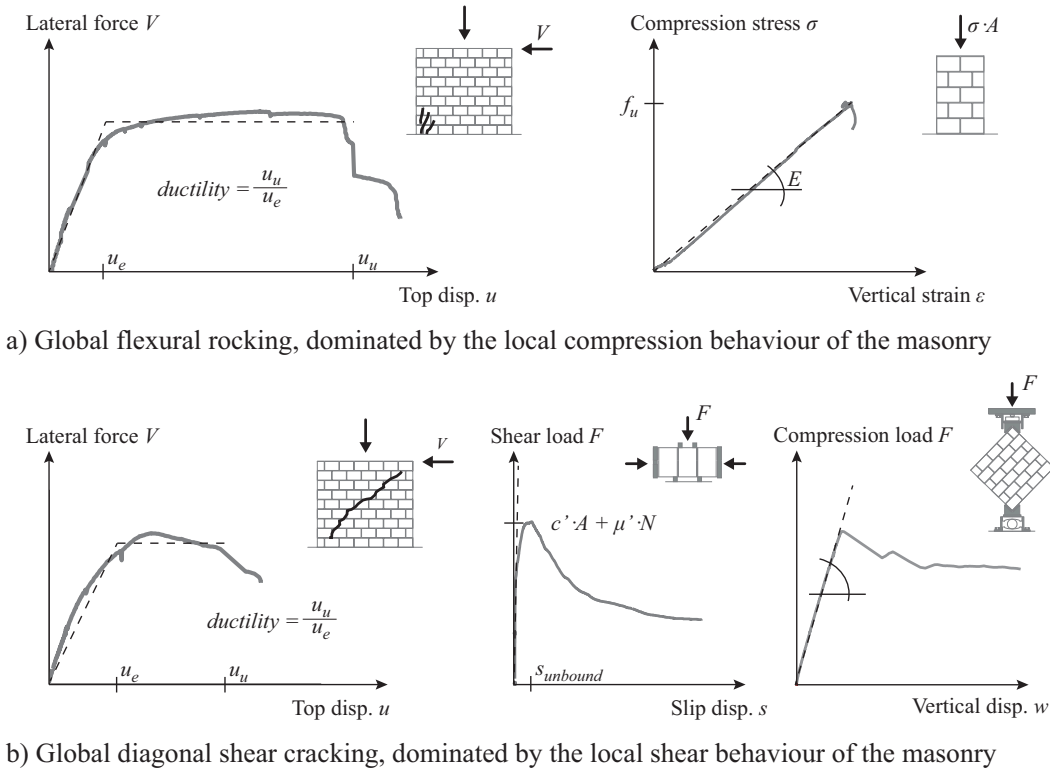 Lateral force V
V
ductility = u_u / u_e
u_e
u_u
Top disp. u
Compression stress σ
σ·A
f_u
E
Vertical strain ε
a) Global flexural rocking, dominated by the local compression behaviour of the masonry
Lateral force V
V
ductility = u_u / u_e
u_e
u_u
Top disp. u
Shear load F
F
c'·A + μ'·N
s_unbound
Slip disp. s
Compression load F
F
Vertical disp. w
b) Global diagonal shear cracking, dominated by the local shear behaviour of the masonry